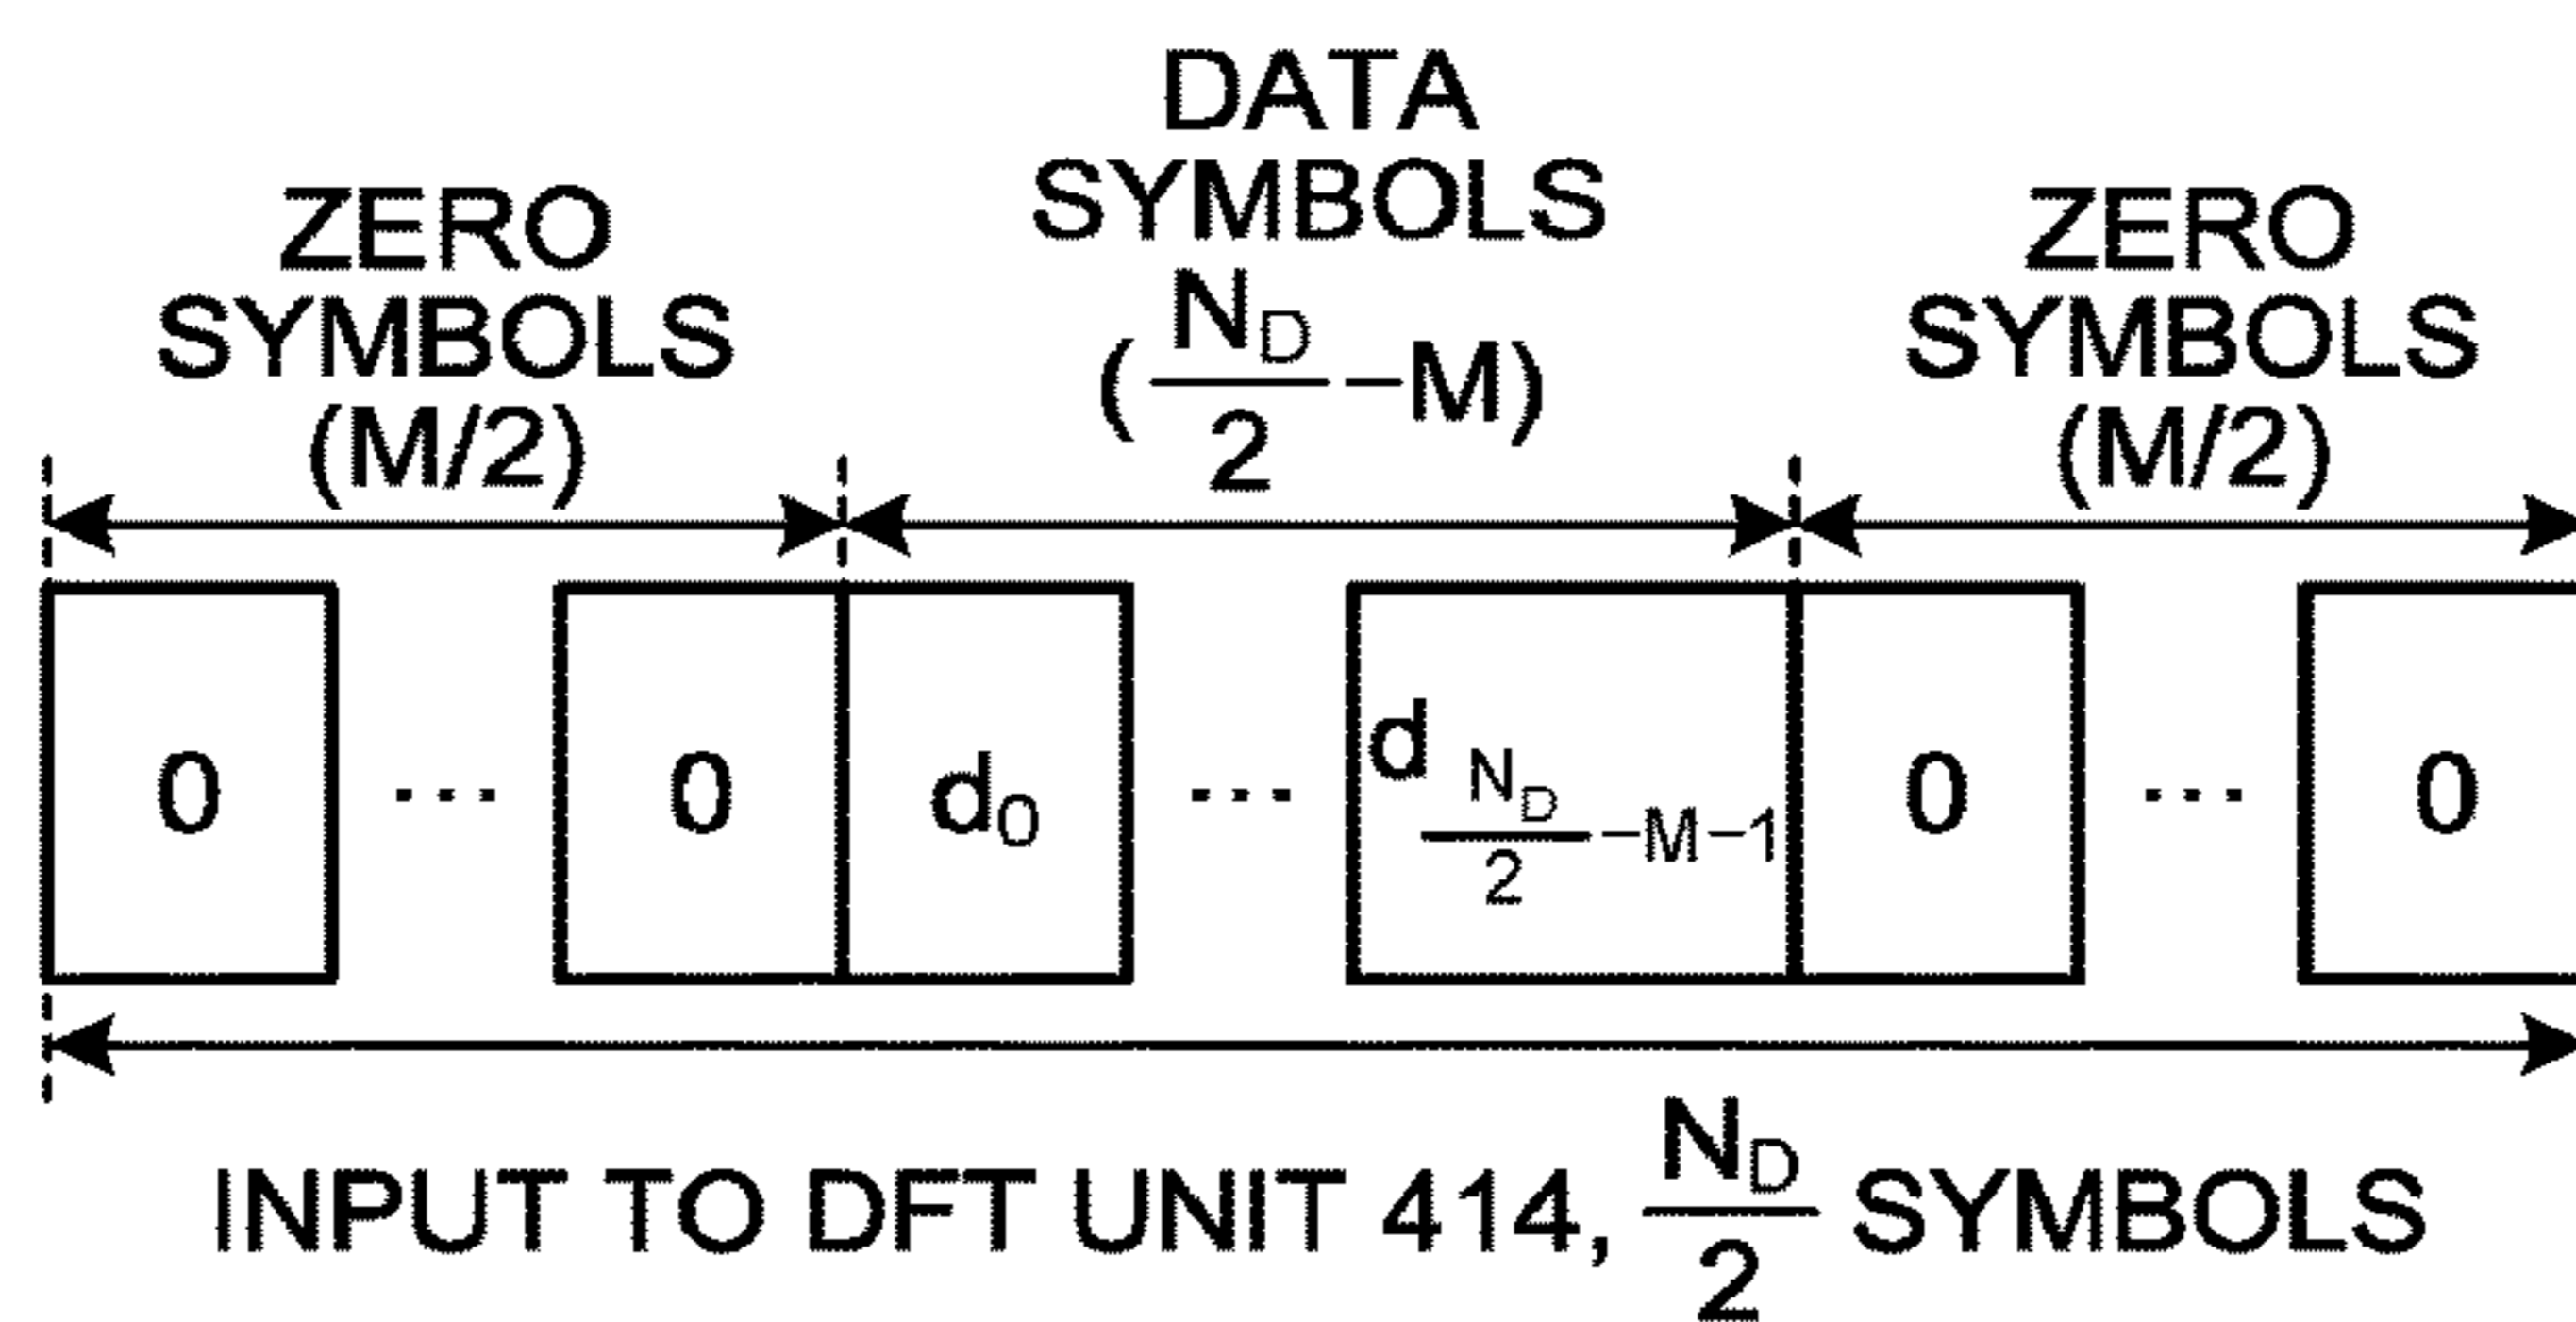 ZERO
SYMBOLS
(M/2)
DATA
SYMBOLS
(N_D/2 −M)
ZERO
SYMBOLS
(M/2)
0 ... 0 d_0 ... d_{N_D/2 −M−1} 0 ... 0
INPUT TO DFT UNIT 414, N_D/2 SYMBOLS